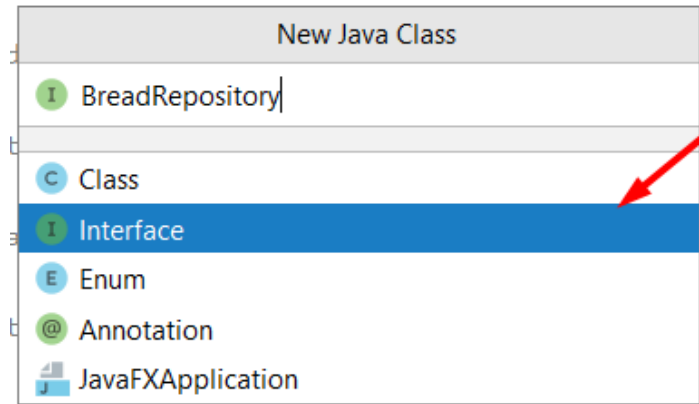 New Java Class
I BreadRepository
C Class
I Interface
E Enum
@ Annotation
J JavaFXApplication